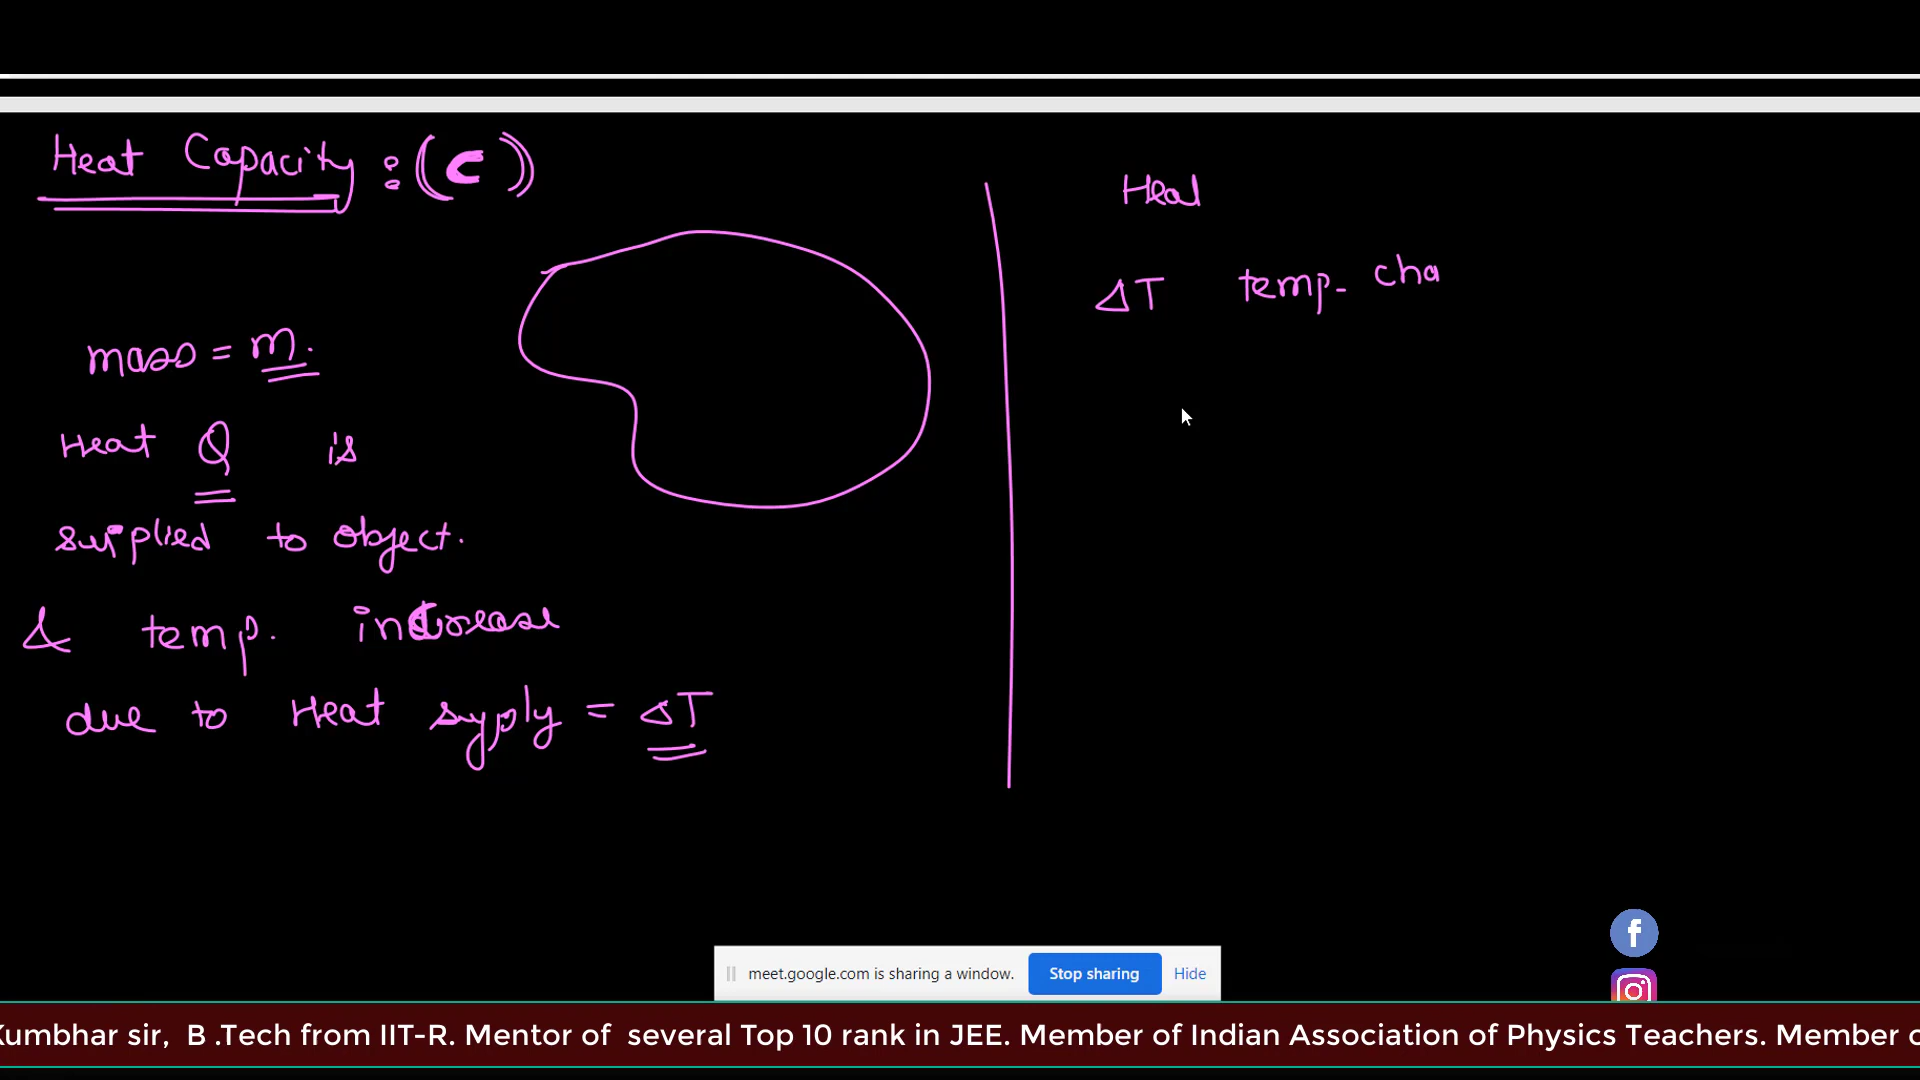 Heat Capacity : (C)
mass = m.
Heat Q is
supplied to object.
& temp. increase
due to Heat supply = ΔT
Heat
ΔT temp. cha
meet.google.com is sharing a window. Stop sharing Hide
Kumbhar sir, B .Tech from IIT-R. Mentor of several Top 10 rank in JEE. Member of Indian Association of Physics Teachers. Member o